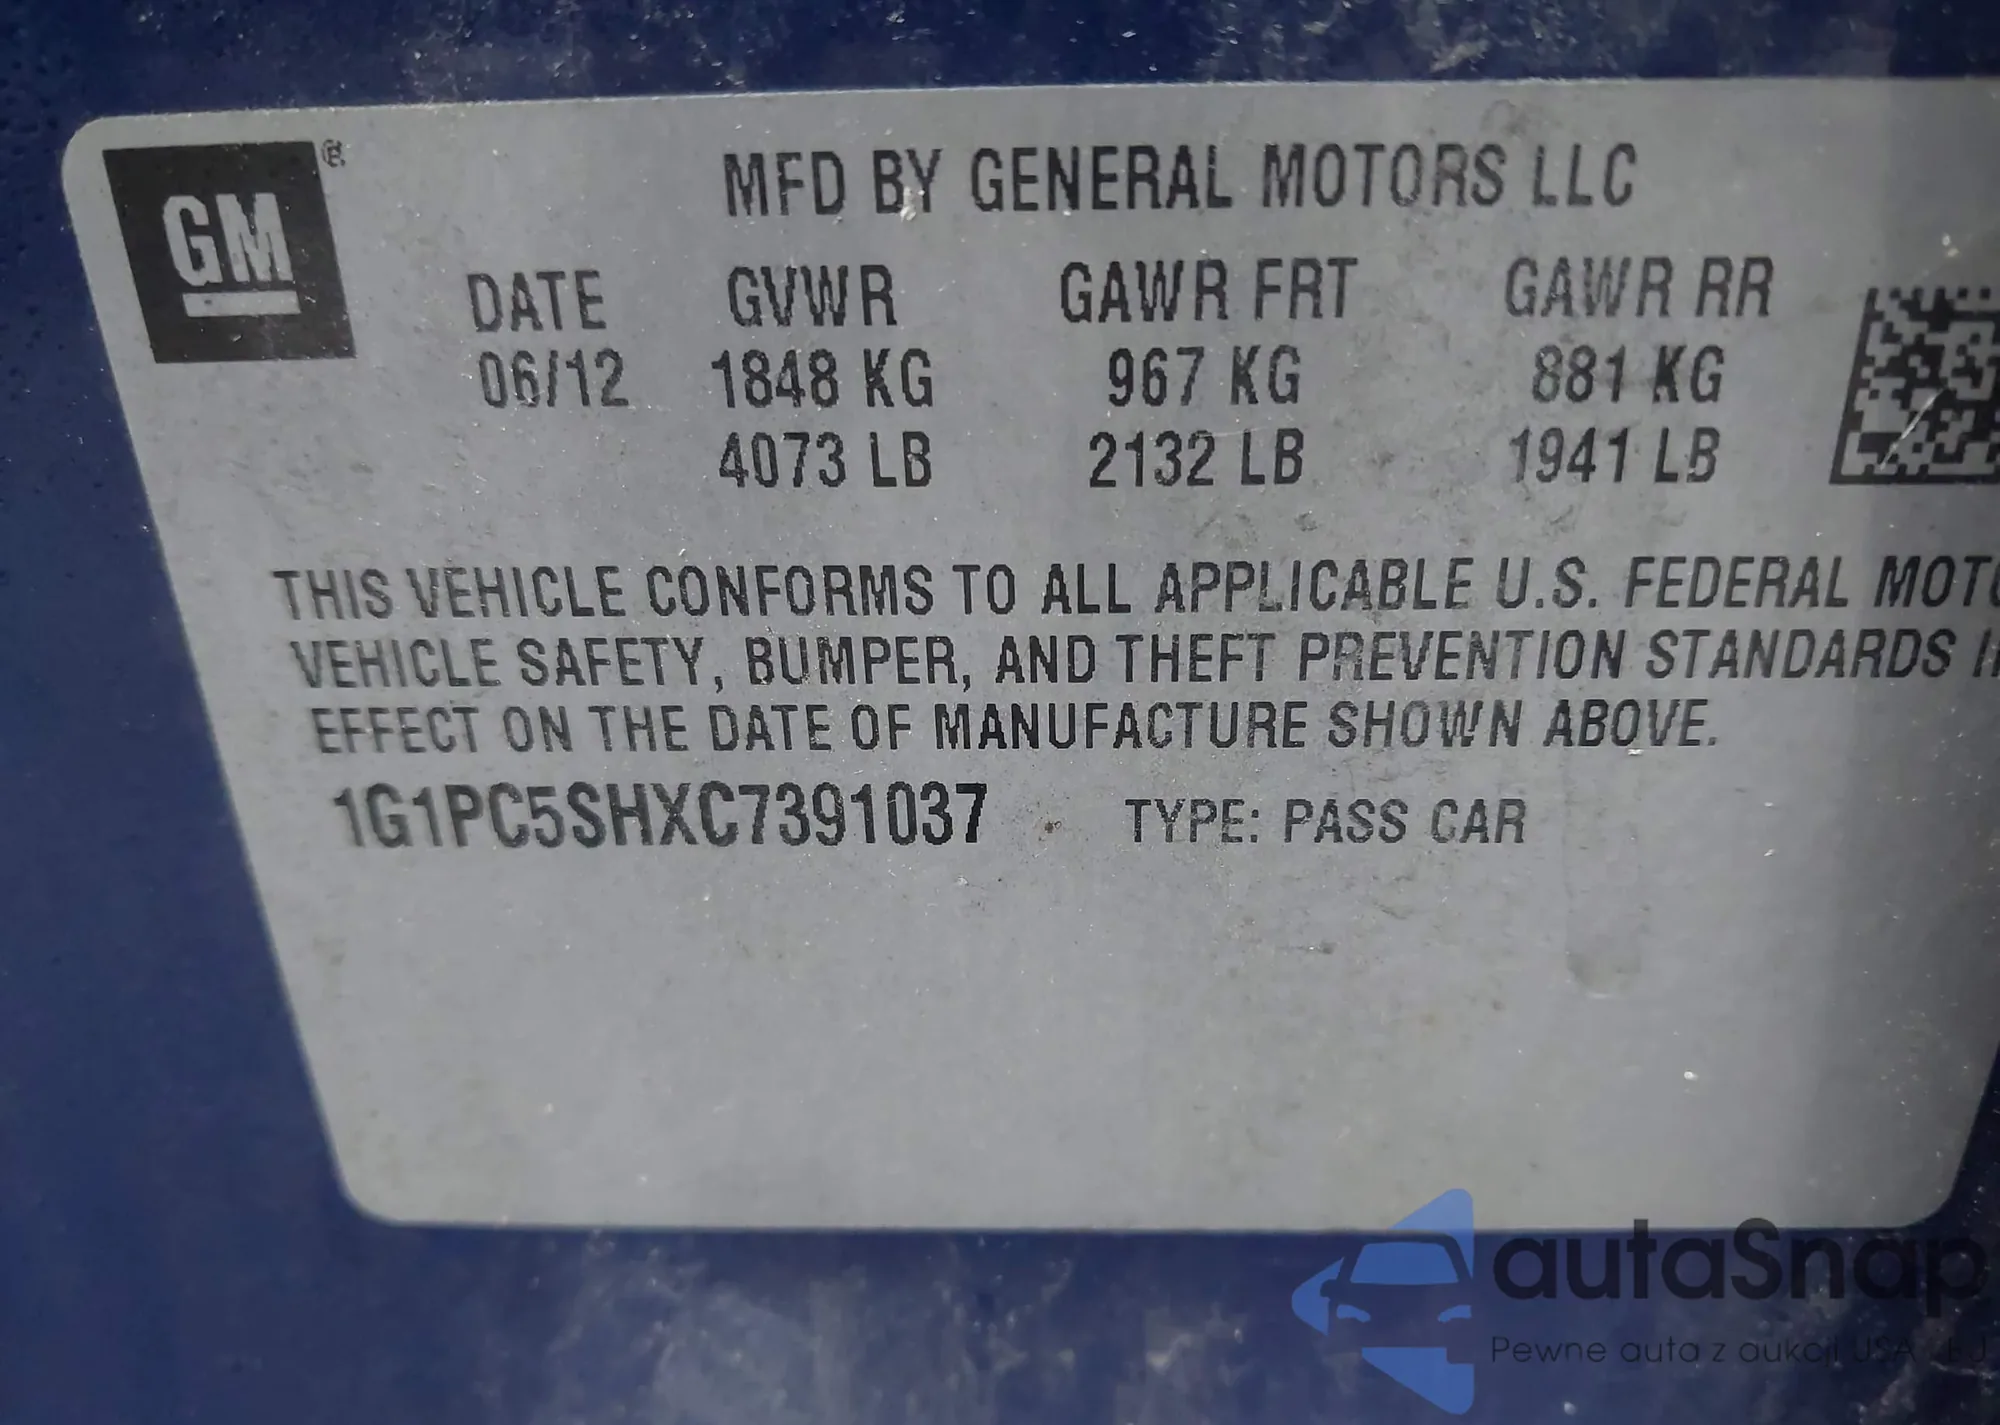 GM ®
MFD BY GENERAL MOTORS LLC
DATE GVWR GAWR FRT GAWR RR
06/12 1848 KG 967 KG 881 KG
4073 LB 2132 LB 1941 LB
THIS VEHICLE CONFORMS TO ALL APPLICABLE U.S. FEDERAL MOTO
VEHICLE SAFETY, BUMPER, AND THEFT PREVENTION STANDARDS
EFFECT ON THE DATE OF MANUFACTURE SHOWN ABOVE.
1G1PC5SHXC7391037 TYPE: PASS CAR
autaSnap
Pewne auta z aukcji USA